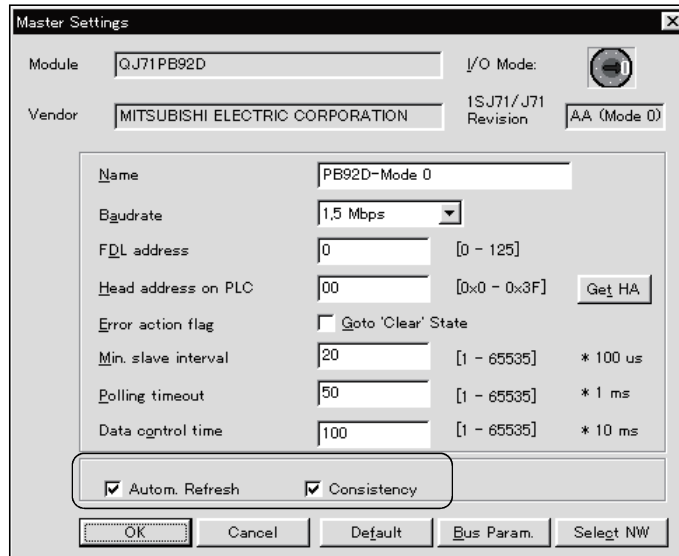 Master Settings
Module QJ71PB92D I/O Mode: 0
Vendor MITSUBISHI ELECTRIC CORPORATION 1SJ71/J71 Revision AA (Mode 0)
Name PB92D-Mode 0
Baudrate 1,5 Mbps
FDL address 0 [0 - 125]
Head address on PLC 00 [0x0 - 0x3F] Get HA
Error action flag Goto 'Clear' State
Min. slave interval 20 [1 - 65535] * 100 us
Polling timeout 50 [1 - 65535] * 1 ms
Data control time 100 [1 - 65535] * 10 ms
Autom. Refresh Consistency
OK Cancel Default Bus Param. Select NW